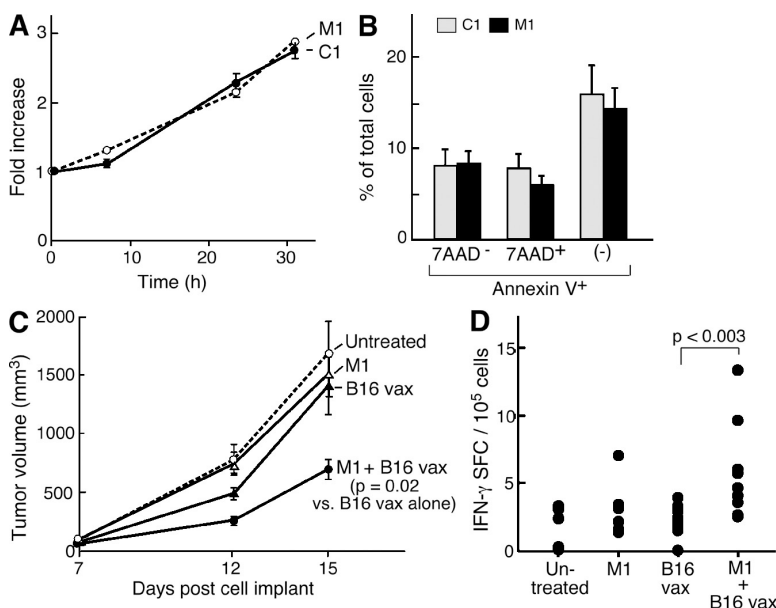 A
Fold increase
3
2
1
0
0
10
20
30
Time (h)
M1
C1
B
C1
M1
% of total cells
20
10
0
7AAD -
7AAD+
(-)
Annexin V+
C
Tumor volume (mm3)
2000
1500
1000
500
0
7
12
15
Days post cell implant
Untreated
M1
B16 vax
M1 + B16 vax
(p = 0.02
vs. B16 vax alone)
D
p < 0.003
IFN-γ SFC / 10⁵ cells
15
10
5
0
Un-
treated
M1
B16
vax
M1
+
B16 vax